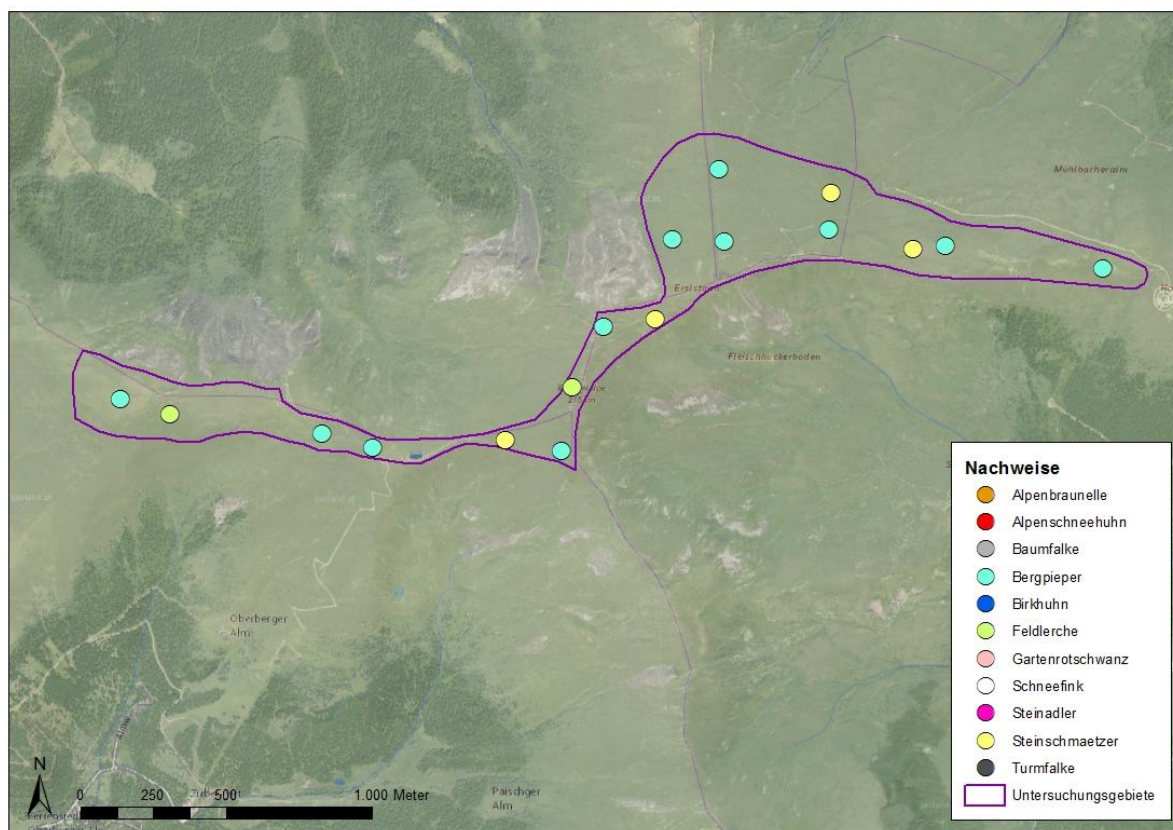 Mühlbacheralm
Fleischhackerboden
Oberberger
Alm
Paischger
Alm
N
0 250 500 1.000 Meter
Nachweise
Alpenbraunelle
Alpenschneehuhn
Baumfalke
Bergpieper
Birkhuhn
Feldlerche
Gartenrotschwanz
Schneefink
Steinadler
Steinschmaetzer
Turmfalke
Untersuchungsgebiete